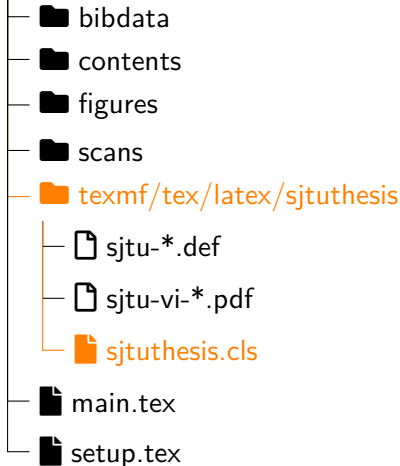 bibdata
contents
figures
scans
texmf/tex/latex/sjtuthesis
sjtu-*.def
sjtu-vi-*.pdf
sjtuthesis.cls
main.tex
setup.tex